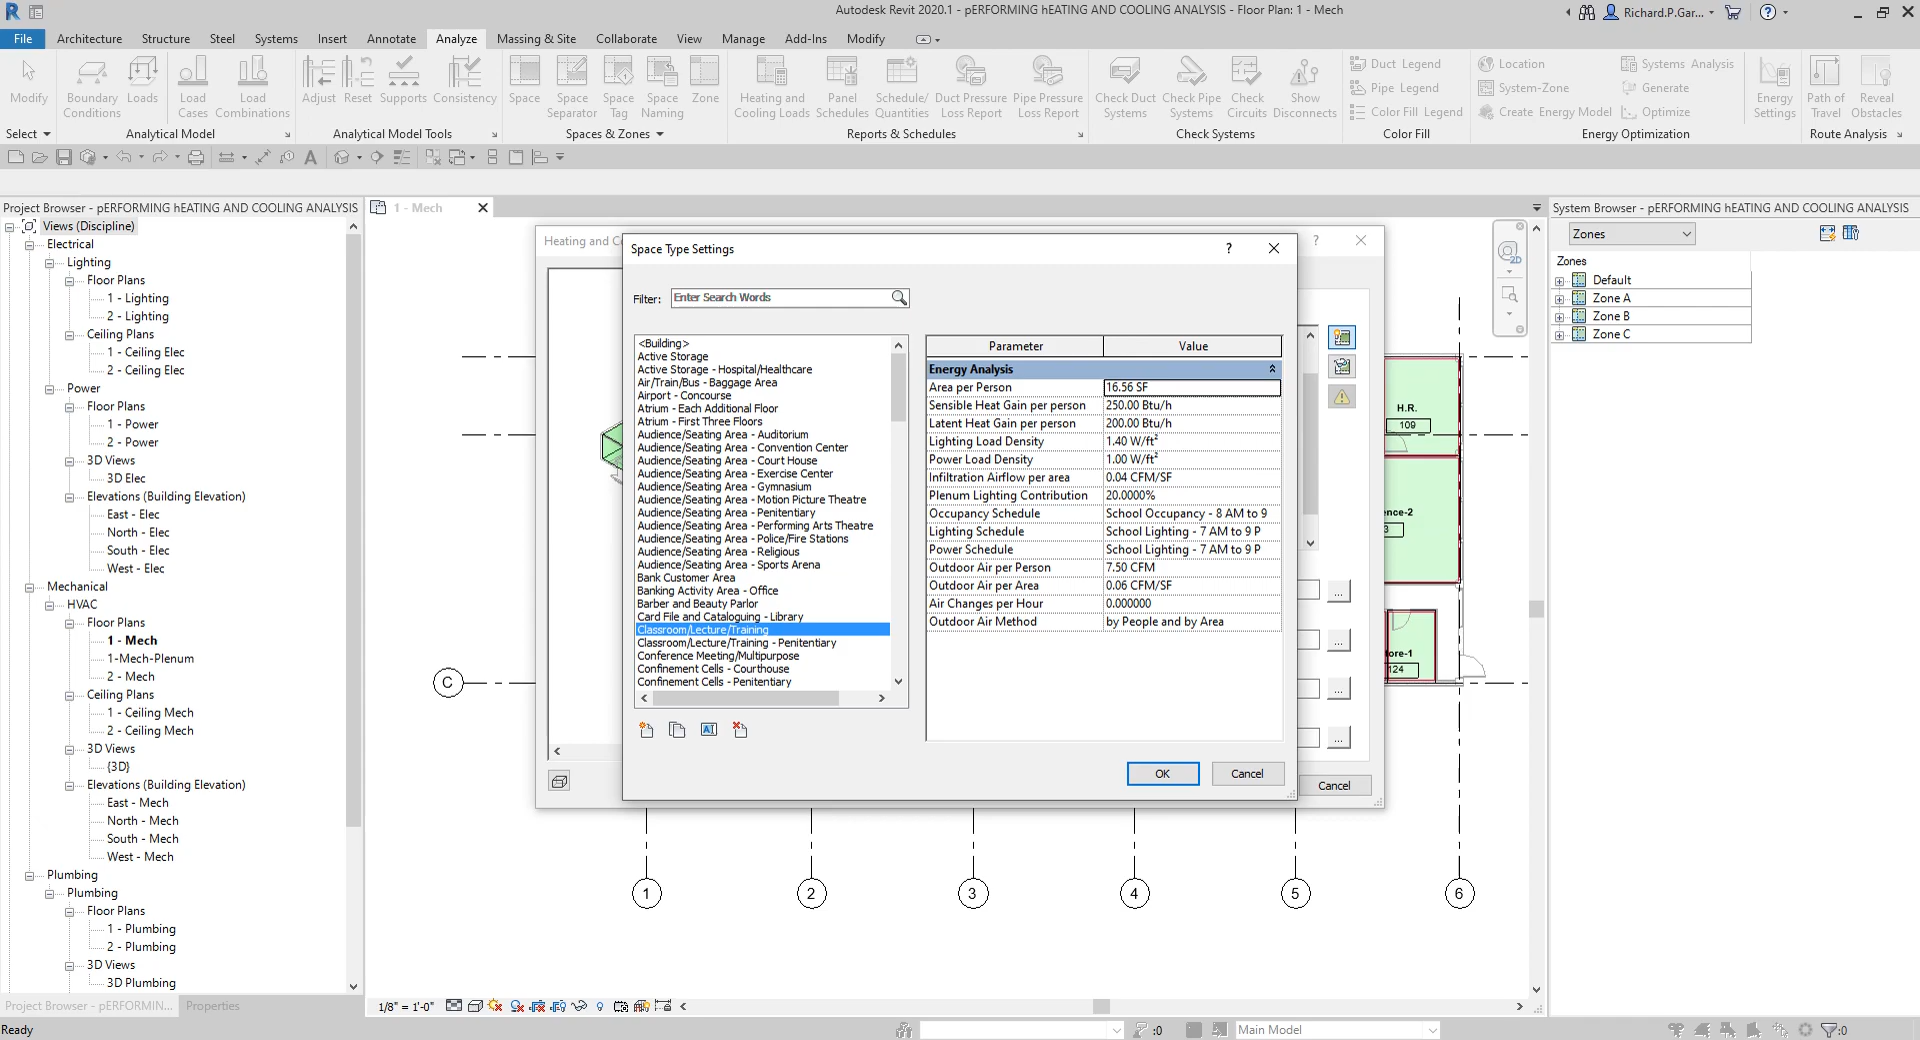 Autodesk Revit 2020.1 - pERFORMING hEATING AND COOLING ANALYSIS - Floor Plan: 1 - Mech
Richard.P.Gar...
File Architecture Structure Steel Systems Insert Annotate Analyze Massing & Site Collaborate View Manage Add-Ins Modify
Modify
Boundary Conditions
Loads
Load Cases
Load Combinations
Adjust
Reset
Supports
Consistency
Space
Space Separator
Space Tag
Space Naming
Zone
Heating and Cooling Loads
Panel Schedules
Schedule/ Quantities
Duct Pressure Loss Report
Pipe Pressure Loss Report
Check Duct Systems
Check Pipe Systems
Check Circuits
Show Disconnects
Duct Legend
Pipe Legend
Color Fill Legend
Location
System-Zone
Create Energy Model
Systems Analysis
Generate
Optimize
Energy Settings
Path of Travel
Reveal Obstacles
Select Analytical Model Analytical Model Tools Spaces & Zones Reports & Schedules Check Systems Color Fill Energy Optimization Route Analysis
Project Browser - pERFORMING hEATING AND COOLING ANALYSIS
Views (Discipline)
Electrical
Lighting
Floor Plans
1 - Lighting
2 - Lighting
Ceiling Plans
1 - Ceiling Elec
2 - Ceiling Elec
Power
Floor Plans
1 - Power
2 - Power
3D Views
3D Elec
Elevations (Building Elevation)
East - Elec
North - Elec
South - Elec
West - Elec
Mechanical
HVAC
Floor Plans
1 - Mech
1-Mech-Plenum
2 - Mech
Ceiling Plans
1 - Ceiling Mech
2 - Ceiling Mech
3D Views
{3D}
Elevations (Building Elevation)
East - Mech
North - Mech
South - Mech
West - Mech
Plumbing
Plumbing
Floor Plans
1 - Plumbing
2 - Plumbing
3D Views
3D Plumbing
Project Browser - pERFORMIN... Properties
1 - Mech
Heating and C
Space Type Settings
Filter: Enter Search Words
<Building>
Active Storage
Active Storage - Hospital/Healthcare
Air/Train/Bus - Baggage Area
Airport - Concourse
Atrium - Each Additional Floor
Atrium - First Three Floors
Audience/Seating Area - Auditorium
Audience/Seating Area - Convention Center
Audience/Seating Area - Court House
Audience/Seating Area - Exercise Center
Audience/Seating Area - Gymnasium
Audience/Seating Area - Motion Picture Theatre
Audience/Seating Area - Penitentiary
Audience/Seating Area - Performing Arts Theatre
Audience/Seating Area - Police/Fire Stations
Audience/Seating Area - Religious
Audience/Seating Area - Sports Arena
Bank Customer Area
Banking Activity Area - Office
Barber and Beauty Parlor
Card File and Cataloguing - Library
Classroom/Lecture/Training
Classroom/Lecture/Training - Penitentiary
Conference Meeting/Multipurpose
Confinement Cells - Courthouse
Confinement Cells - Penitentiary
Parameter Value
Energy Analysis
Area per Person 16.56 SF
Sensible Heat Gain per person 250.00 Btu/h
Latent Heat Gain per person 200.00 Btu/h
Lighting Load Density 1.40 W/ft²
Power Load Density 1.00 W/ft²
Infiltration Airflow per area 0.04 CFM/SF
Plenum Lighting Contribution 20.0000%
Occupancy Schedule School Occupancy - 8 AM to 9
Lighting Schedule School Lighting - 7 AM to 9 P
Power Schedule School Lighting - 7 AM to 9 P
Outdoor Air per Person 7.50 CFM
Outdoor Air per Area 0.06 CFM/SF
Air Changes per Hour 0.000000
Outdoor Air Method by People and by Area
OK Cancel
...
...
...
...
Cancel
2D
H.R.
109
nce-2
3
ore-1
124
C
1 2 3 4 5 6
System Browser - pERFORMING hEATING AND COOLING ANALYSIS
Zones
Zones
Default
Zone A
Zone B
Zone C
1/8" = 1'-0"
Ready
:0
Main Model
:0